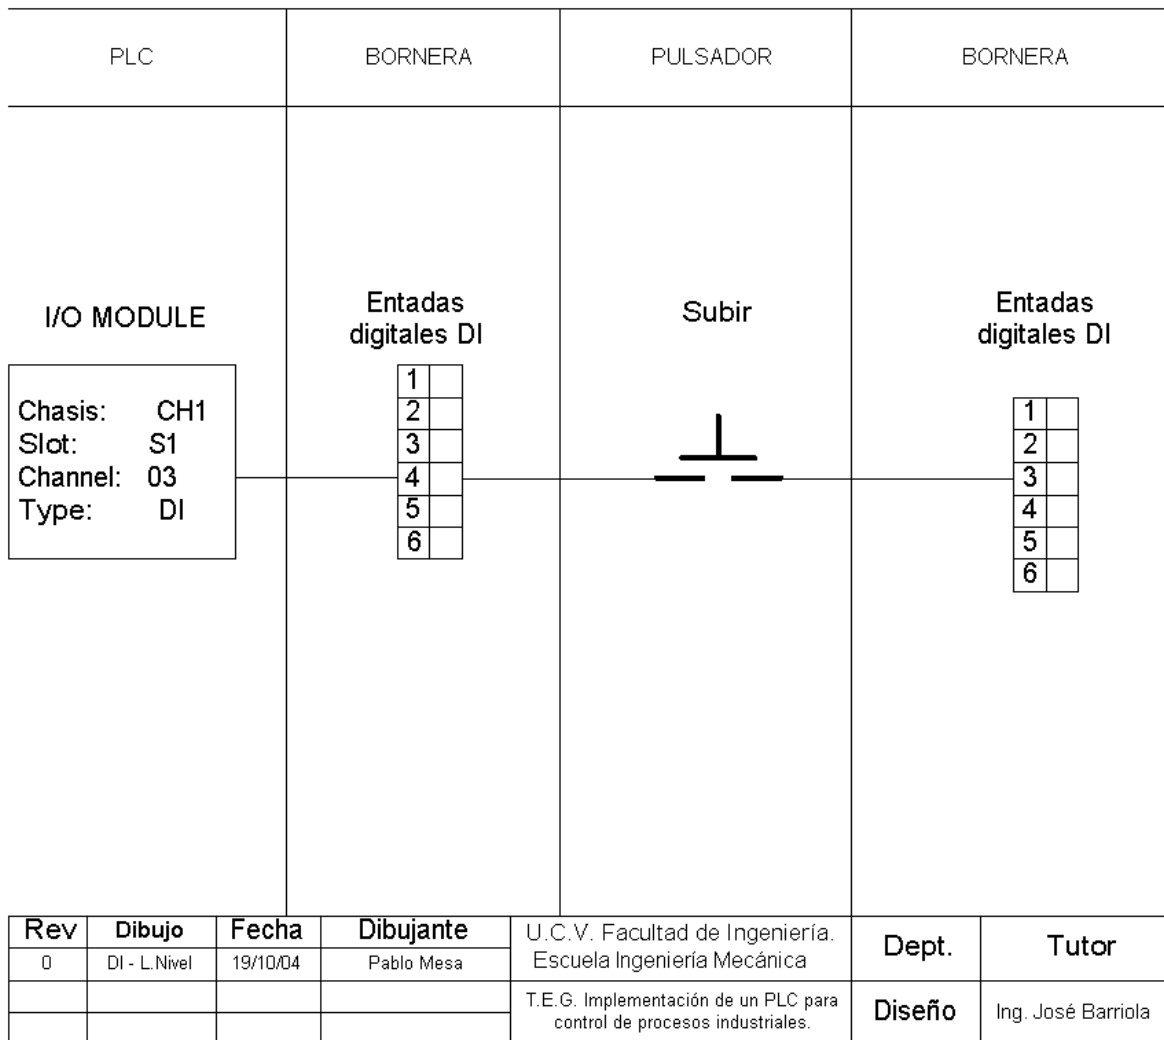 PLC
BORNERA
PULSADOR
BORNERA
I/O MODULE
Chasis: CH1
Slot: S1
Channel: 03
Type: DI
Entadas
digitales DI
1
2
3
4
5
6
Subir
Entadas
digitales DI
1
2
3
4
5
6
Rev Dibujo Fecha Dibujante
0 DI - L.Nivel 19/10/04 Pablo Mesa
U.C.V. Facultad de Ingeniería.
Escuela Ingeniería Mecánica
T.E.G. Implementación de un PLC para
control de procesos industriales.
Dept. Tutor
Diseño Ing. José Barriola